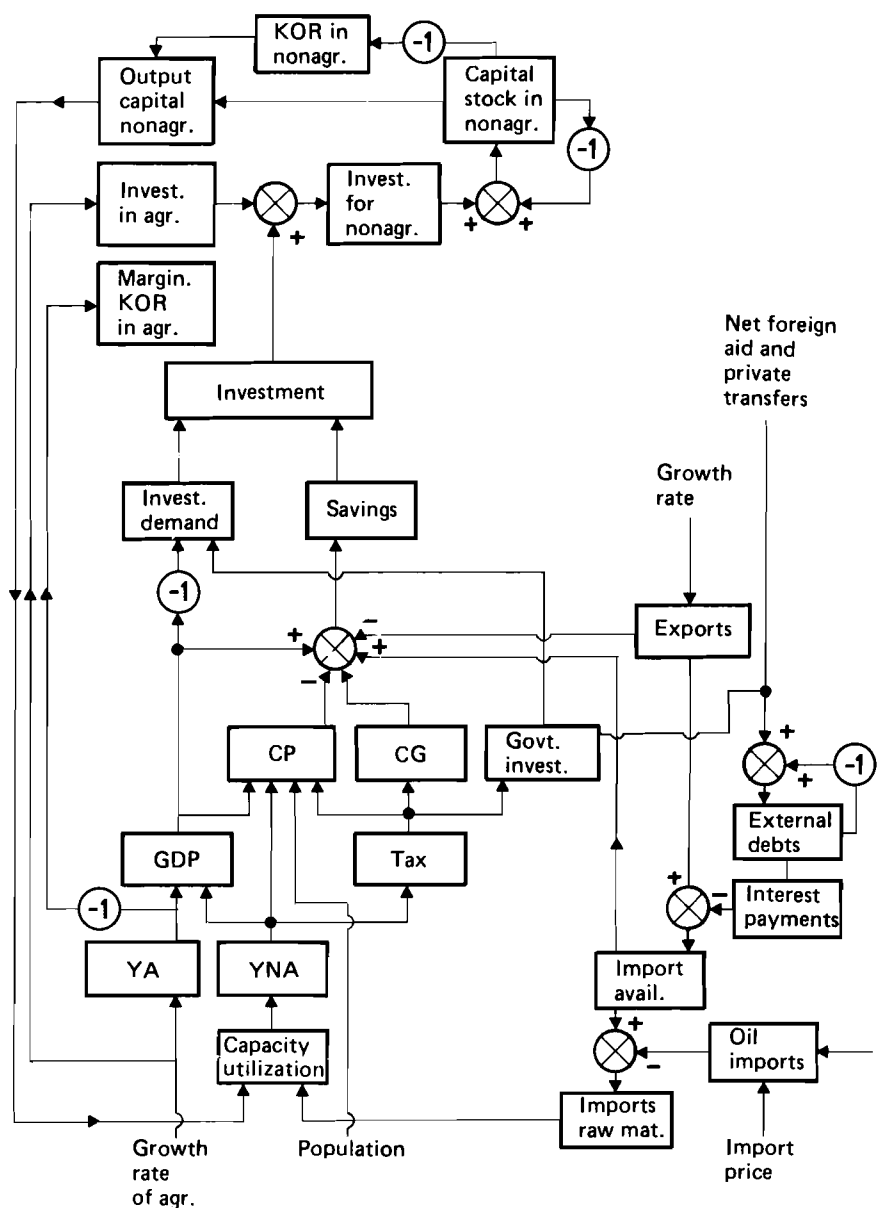 KOR in
nonagr.
-1
Output
capital
nonagr.
Capital
stock in
nonagr.
-1
Invest.
in agr.
+
Invest.
for
nonagr.
+
+
Margin.
KOR
in agr.
Net foreign
aid and
private
transfers
Investment
Growth
rate
Invest.
demand
Savings
-1
+
−
+
−
Exports
CP
CG
Govt.
invest.
+
+
-1
External
debts
GDP
Tax
+
−
Interest
payments
-1
YA
YNA
Import
avail.
+
−
Capacity
utilization
Oil
imports
Imports
raw mat.
Growth
rate
of agr.
Population
Import
price